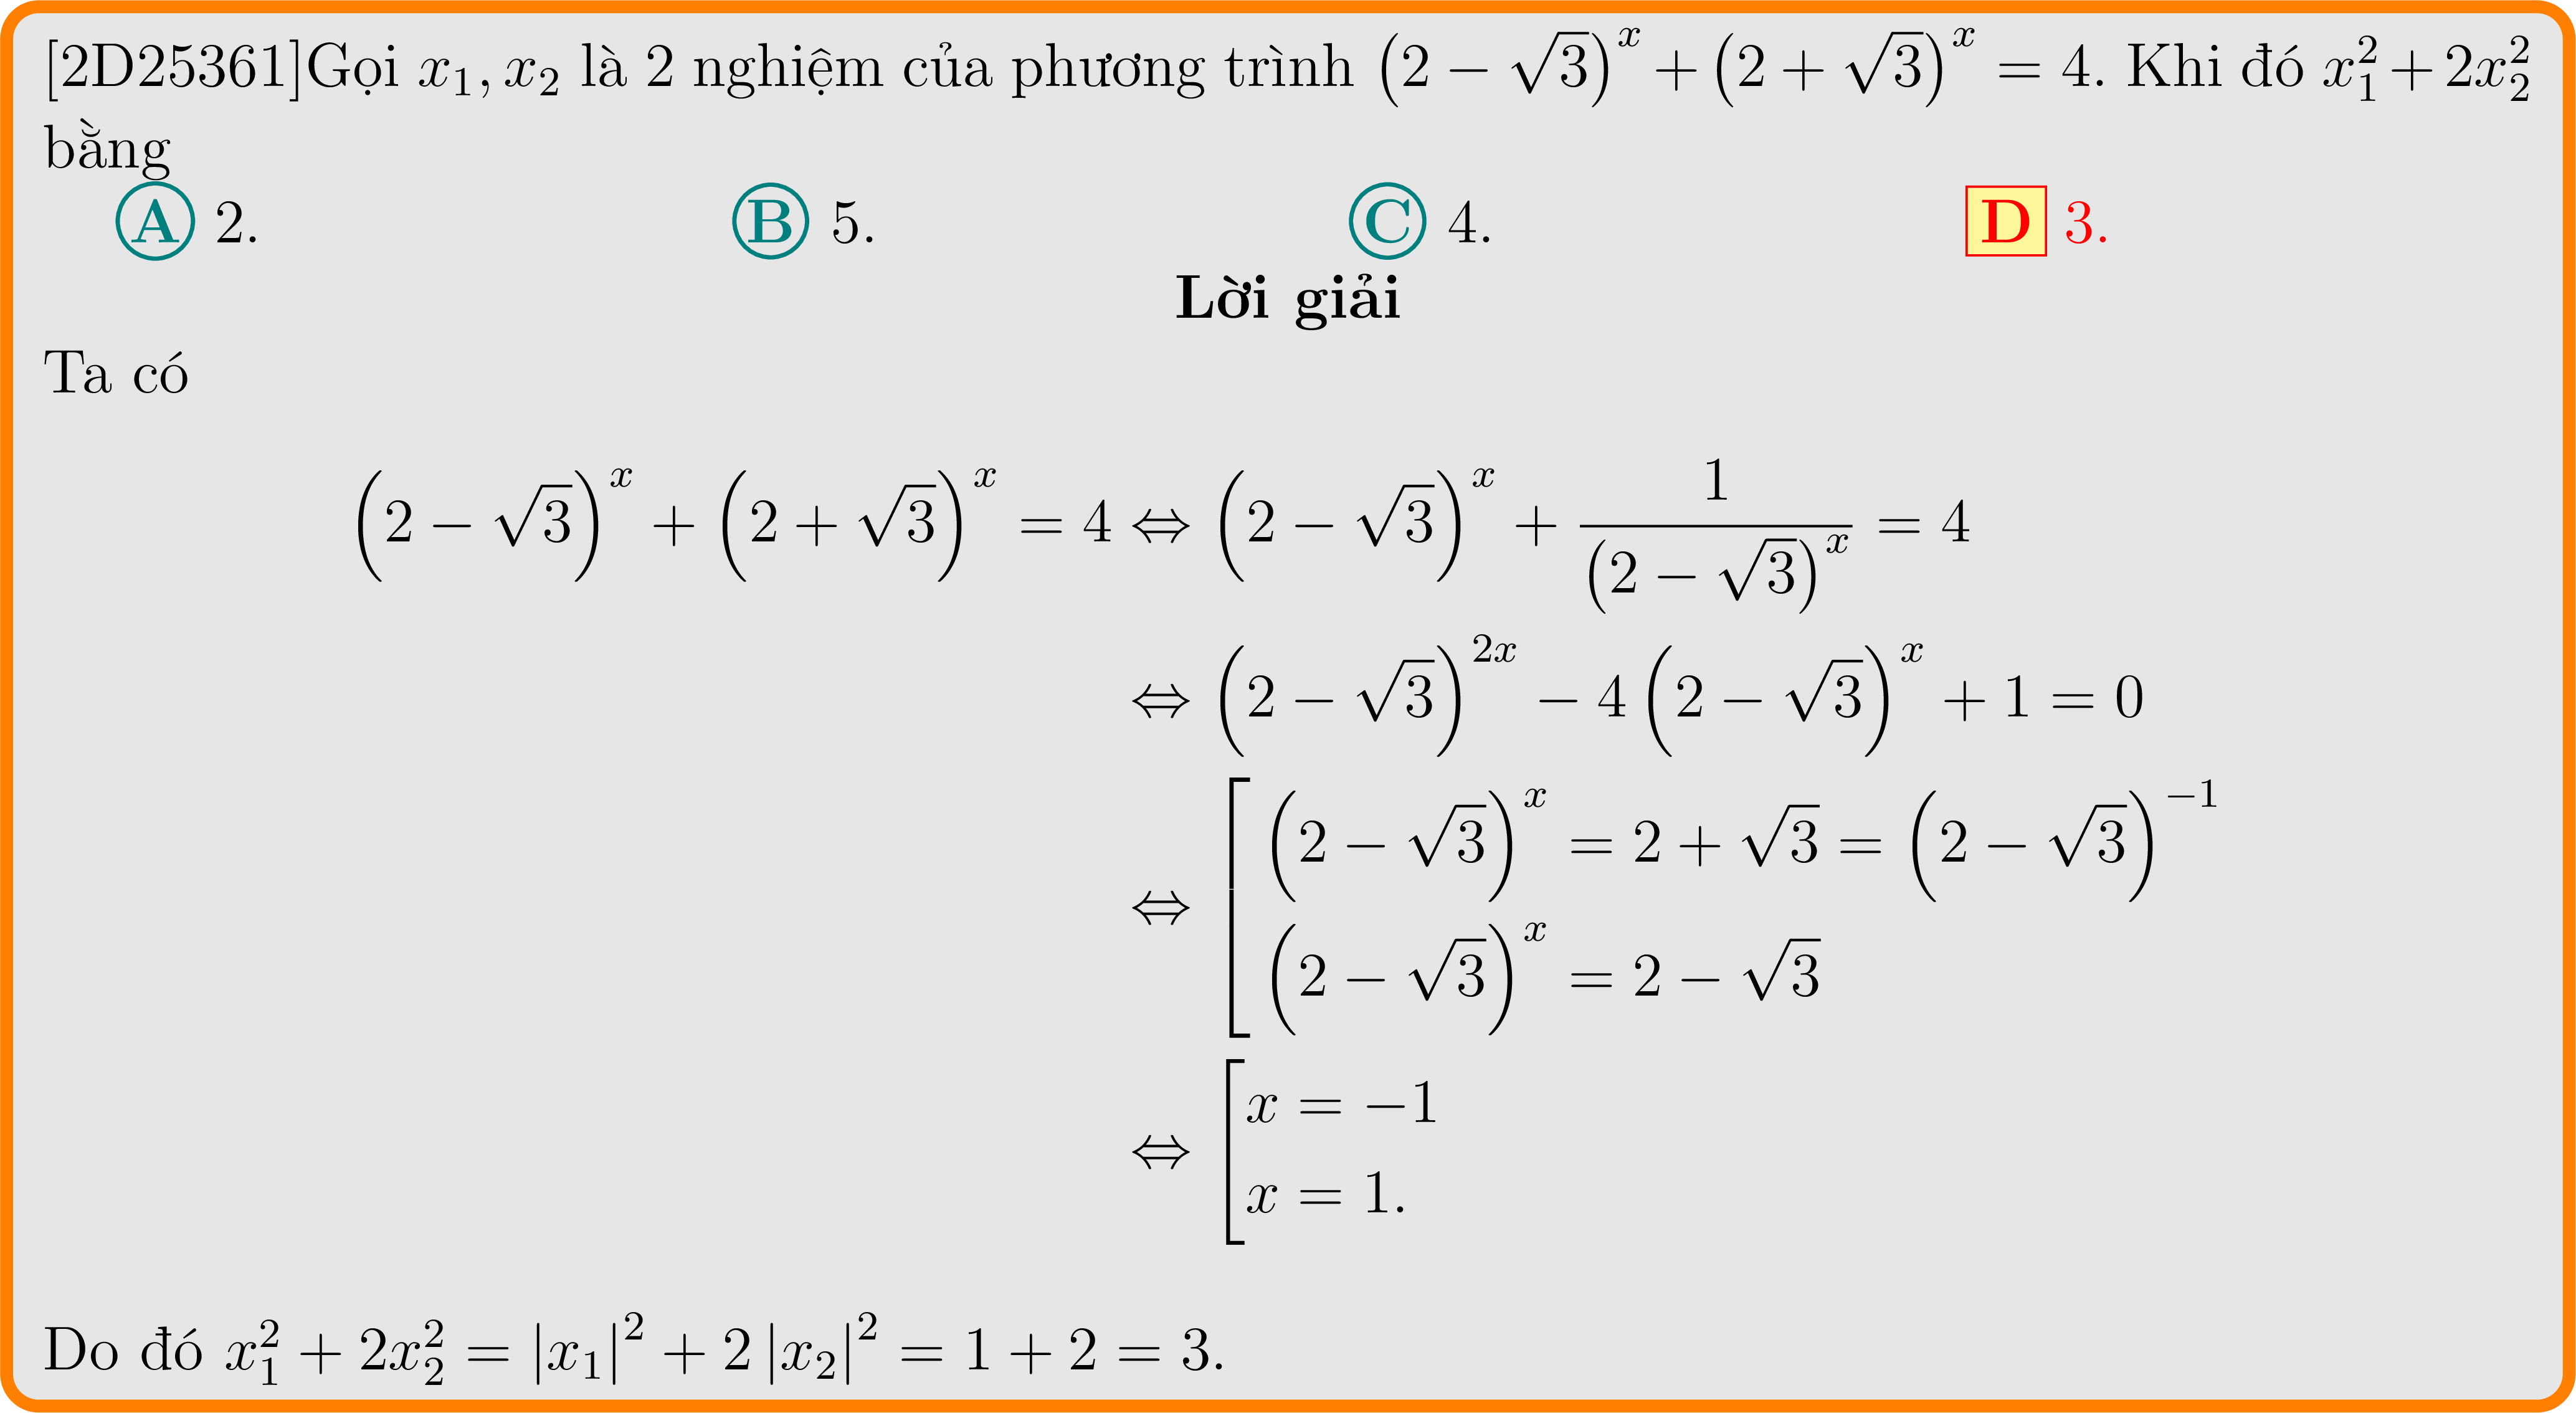 [2D25361]Gọi $x_1, x_2$ là 2 nghiệm của phương trình $\left(2-\sqrt{3}\right)^x + \left(2+\sqrt{3}\right)^x = 4$. Khi đó $x_1^2 + 2x_2^2$
bằng
A 2. B 5. C 4. D 3.
Lời giải
Ta có
$\left(2-\sqrt{3}\right)^x + \left(2+\sqrt{3}\right)^x = 4 \Leftrightarrow \left(2-\sqrt{3}\right)^x + \frac{1}{\left(2-\sqrt{3}\right)^x} = 4$
$\Leftrightarrow \left(2-\sqrt{3}\right)^{2x} - 4\left(2-\sqrt{3}\right)^x + 1 = 0$
$\Leftrightarrow \left[\begin{array}{l} \left(2-\sqrt{3}\right)^x = 2+\sqrt{3} = \left(2-\sqrt{3}\right)^{-1} \\ \left(2-\sqrt{3}\right)^x = 2-\sqrt{3} \end{array}\right.$
$\Leftrightarrow \left[\begin{array}{l} x = -1 \\ x = 1. \end{array}\right.$
Do đó $x_1^2 + 2x_2^2 = |x_1|^2 + 2|x_2|^2 = 1 + 2 = 3.$